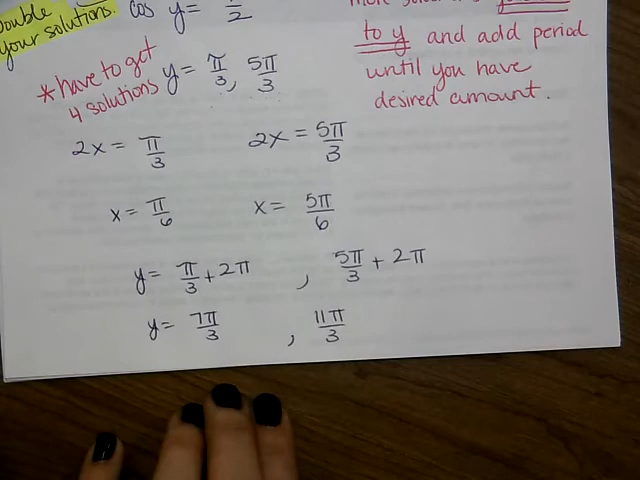 Double
your solutions.
cos y = 1/2
*have to get
4 solutions
y = π/3, 5π/3
to y and add period
until you have
desired amount.
2x = π/3 2x = 5π/3
x = π/6 x = 5π/6
y = π/3 + 2π , 5π/3 + 2π
y = 7π/3 , 11π/3